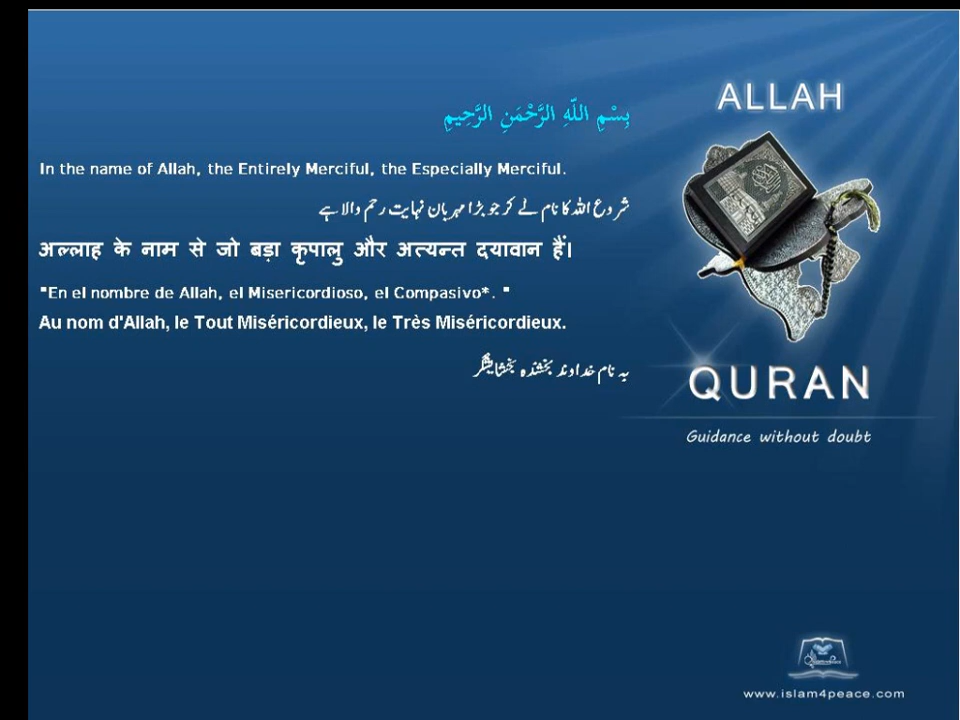 بِسْمِ اللَّهِ الرَّحْمَنِ الرَّحِيمِ
In the name of Allah, the Entirely Merciful, the Especially Merciful.
شروع اللہ کا نام لے کر جو بڑا مہربان نہایت رحم والا ہے
अल्लाह के नाम से जो बड़ा कृपालु और अत्यन्त दयावान हैं।
"En el nombre de Allah, el Misericordioso, el Compasivo*. "
Au nom d'Allah, le Tout Miséricordieux, le Très Miséricordieux.
به نام خداوند بخشنده بخشایشگر
ALLAH
QURAN
Guidance without doubt
www.islam4peace.com